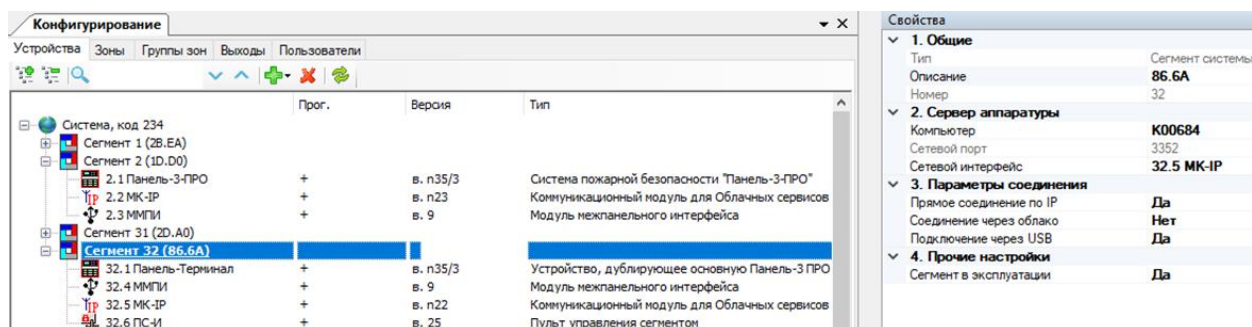 Конфигурирование
Устройства Зоны Группы зон Выходы Пользователи
Прог. Версия Тип
Система, код 234
Сегмент 1 (2B.EA)
Сегмент 2 (1D.D0)
2.1 Панель-3-ПРО + в. n35/3 Система пожарной безопасности "Панель-3-ПРО"
2.2 МК-IP + в. n23 Коммуникационный модуль для Облачных сервисов
2.3 ММПИ + в. 9 Модуль межпанельного интерфейса
Сегмент 31 (2D.A0)
Сегмент 32 (86.6A)
32.1 Панель-Терминал + в. n35/3 Устройство, дублирующее основную Панель-3 ПРО
32.4 ММПИ + в. 9 Модуль межпанельного интерфейса
32.5 МК-IP + в. n22 Коммуникационный модуль для Облачных сервисов
32.6 ПС-И + в. 25 Пульт управления сегментом
Свойства
1. Общие
Тип Сегмент системы
Описание 86.6A
Номер 32
2. Сервер аппаратуры
Компьютер K00684
Сетевой порт 3352
Сетевой интерфейс 32.5 МК-IP
3. Параметры соединения
Прямое соединение по IP Да
Соединение через облако Нет
Подключение через USB Да
4. Прочие настройки
Сегмент в эксплуатации Да